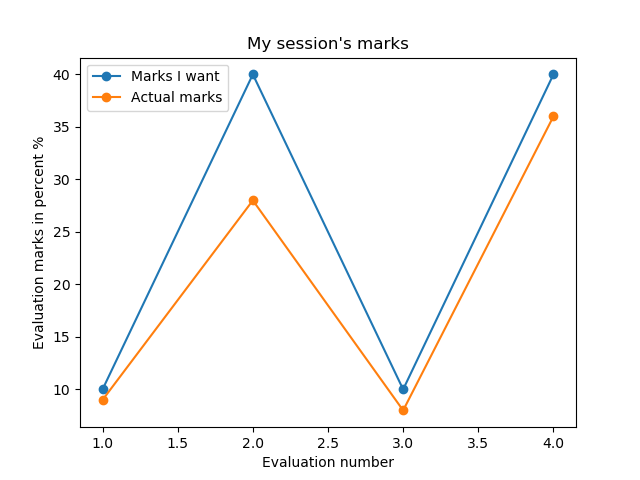 My session's marks
Marks I want
Actual marks
Evaluation marks in percent %
40
35
30
25
20
15
10
1.0 1.5 2.0 2.5 3.0 3.5 4.0
Evaluation number